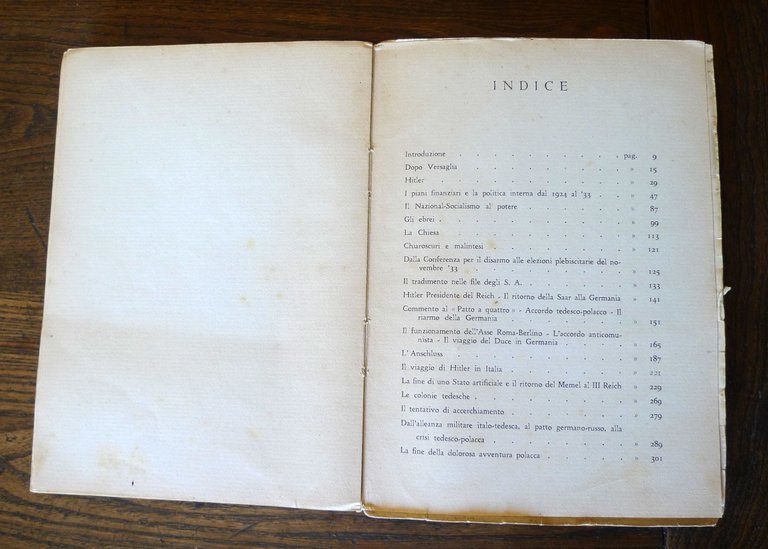 INDICE
Introduzione . . . . . . . . . . pag. 9
Dopo Versaglia . . . . . . . . . » 15
Hitler . . . . . . . . . . . » 29
I piani finanziari e la politica interna dal 1924 al '33 . . » 47
Il Nazional-Socialismo al potere . . . . . . » 87
Gli ebrei . . . . . . . . . . » 99
La Chiesa . . . . . . . . . . » 113
Chiaroscuri e malintesi . . . . . . . . » 121
Dalla Conferenza per il disarmo alle elezioni plebiscitarie del no-
vembre '33 . . . . . . . . . » 125
Il tradimento nelle file degli S. A. . . . . . » 133
Hitler Presidente del Reich - Il ritorno della Saar alla Germania » 141
Commento al « Patto a quattro » - Accordo tedesco-polacco - Il
riarmo della Germania . . . . . . . » 151
Il funzionamento dell'Asse Roma-Berlino - L'accordo anticomu-
nista - Il viaggio del Duce in Germania . . . . » 165
L'Anschluss . . . . . . . . . . » 187
Il viaggio di Hitler in Italia . . . . . . . » 221
La fine di uno Stato artificiale e il ritorno del Memel al III Reich » 229
Le colonie tedesche . . . . . . . . . » 269
Il tentativo di accerchiamento . . . . . . . » 279
Dall'alleanza militare italo-tedesca, al patto germano-russo, alla
crisi tedesco-polacca . . . . . . . » 289
La fine della dolorosa avventura polacca . . . . . » 301